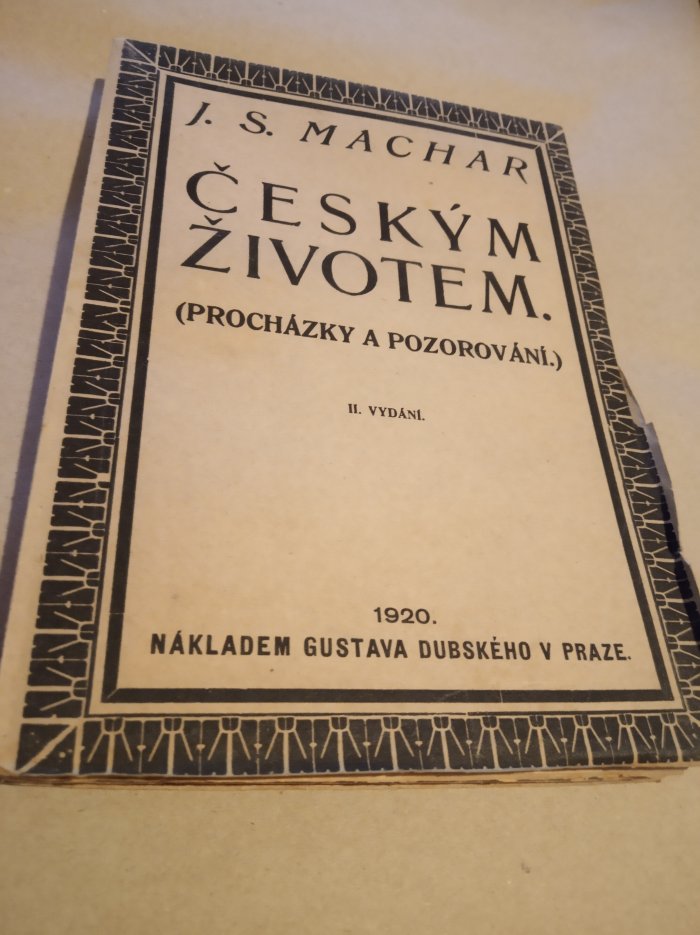 J. S. MACHAR
ČESKÝM
ŽIVOTEM.
(PROCHÁZKY A POZOROVÁNÍ.)
II. VYDÁNÍ.
1920.
NÁKLADEM GUSTAVA DUBSKÉHO V PRAZE.